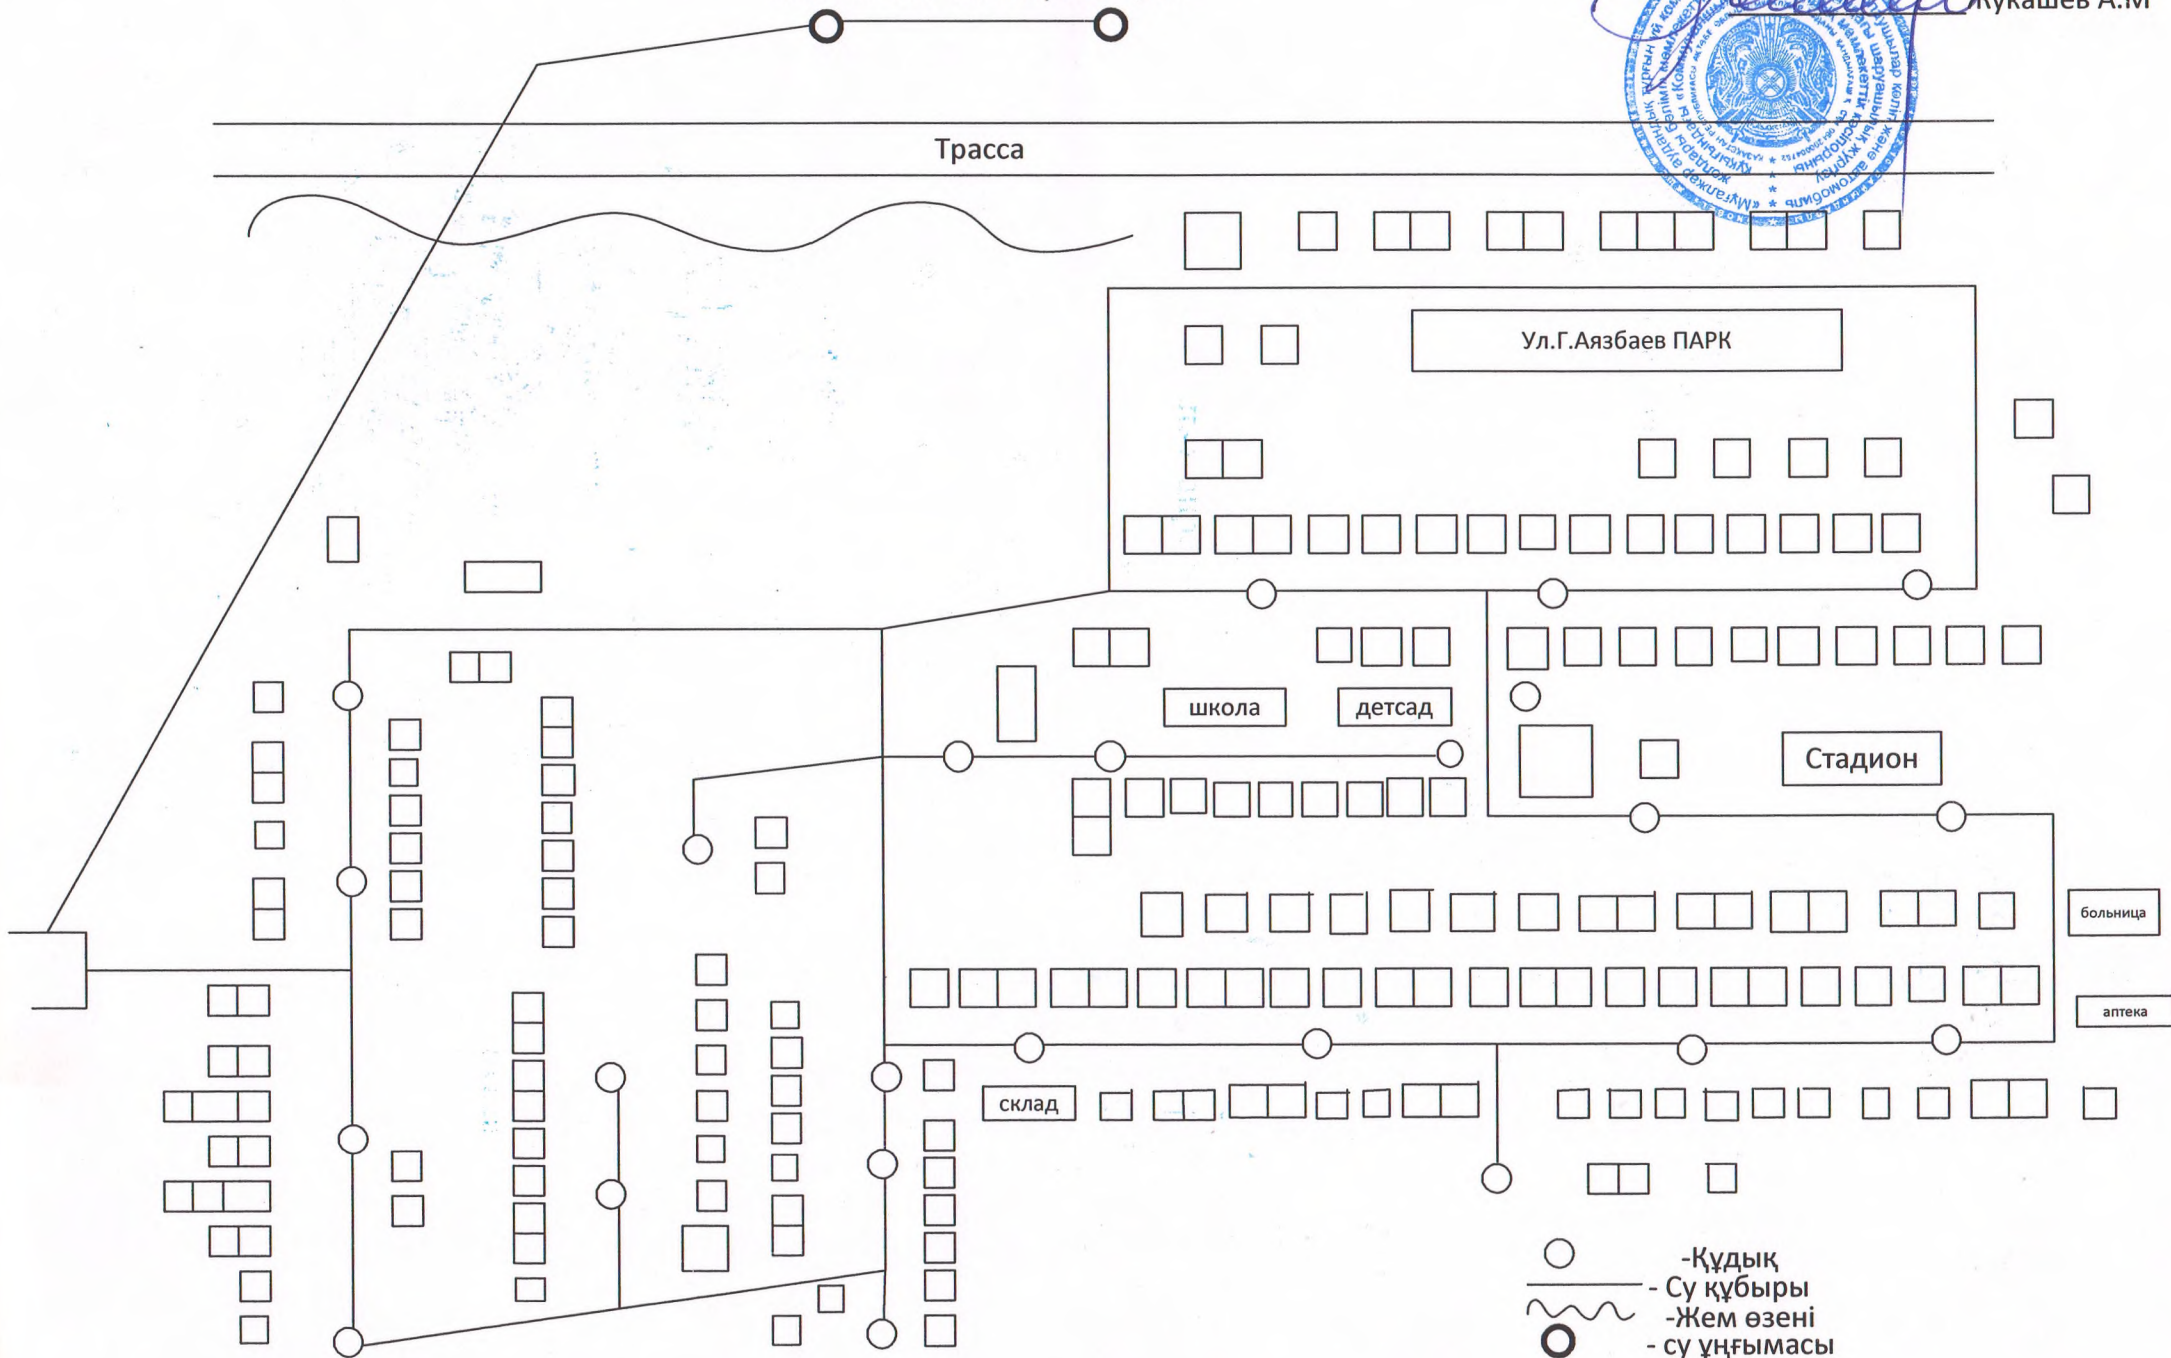 Жукашев А.М
Трасса
Ул.Г.Аязбаев ПАРК
школа
детсад
Стадион
больница
аптека
склад
-Құдық
- Су құбыры
-Жем өзені
- су ұңғымасы